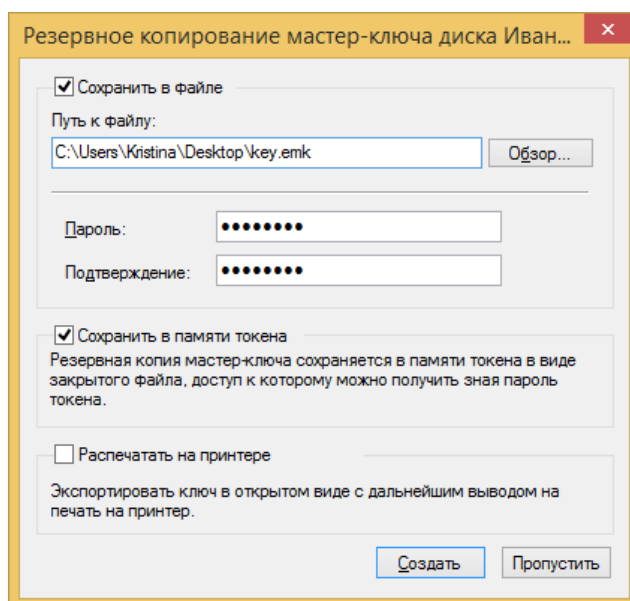 Резервное копирование мастер-ключа диска Иван...
Сохранить в файле
Путь к файлу:
C:\Users\Kristina\Desktop\key.emk
Обзор...
Пароль:
••••••••
Подтверждение:
••••••••
Сохранить в памяти токена
Резервная копия мастер-ключа сохраняется в памяти токена в виде
закрытого файла, доступ к которому можно получить зная пароль
токена.
Распечатать на принтере
Экспортировать ключ в открытом виде с дальнейшим выводом на
печать на принтер.
Создать
Пропустить